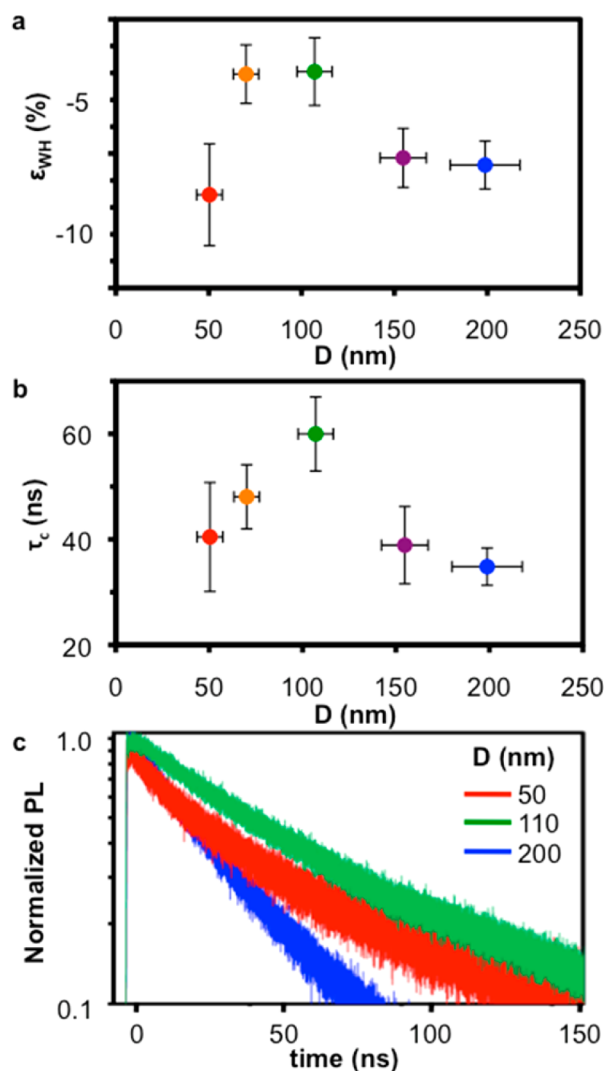 a
ε_WH (%)
-5
-10
0 50 100 150 200 250
D (nm)
b
τ_c (ns)
60
40
20
0 50 100 150 200 250
D (nm)
c
Normalized PL
1.0
0.1
D (nm)
50
110
200
0 50 100 150
time (ns)